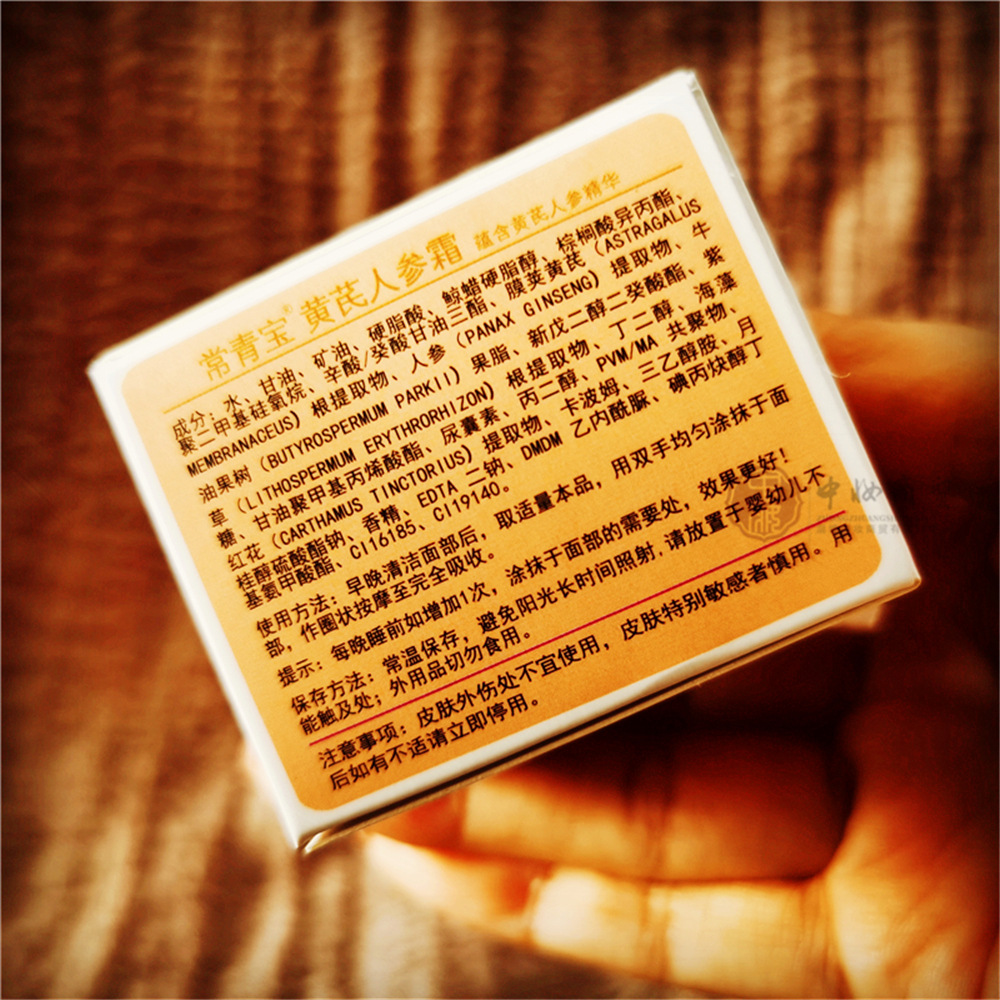 常青宝® 黄芪人参霜 蕴含黄芪人参精华
成分：水、甘油、矿油、硬脂酸、鲸蜡硬脂醇、棕榈酸异丙酯、
聚二甲基硅氧烷、辛酸/癸酸甘油三酯、膜荚黄芪（ASTRAGALUS
MEMBRANACEUS）根提取物、人参（PANAX GINSENG）提取物、牛
油果树（BUTYROSPERMUM PARKII）果脂、新戊二醇二癸酸酯、紫
草（LITHOSPERMUM ERYTHRORHIZON）根提取物、丁二醇、海藻
糖、甘油聚甲基丙烯酸酯、尿囊素、丙二醇、PVM/MA 共聚物、
红花（CARTHAMUS TINCTORIUS）提取物、卡波姆、三乙醇胺、月
桂醇硫酸酯钠、香精、EDTA 二钠、DMDM 乙内酰脲、碘丙炔醇丁
基氨甲酸酯、CI16185、CI19140。
使用方法：早晚清洁面部后，取适量本品，用双手均匀涂抹于面
部，作圈状按摩至完全吸收。
提示：每晚睡前如增加1次，涂抹于面部的需要处，效果更好！
保存方法：常温保存，避免阳光长时间照射，请放置于婴幼儿不
能触及处；外用品切勿食用。
注意事项：皮肤外伤处不宜使用，皮肤特别敏感者慎用。用
后如有不适请立即停用。
中妆